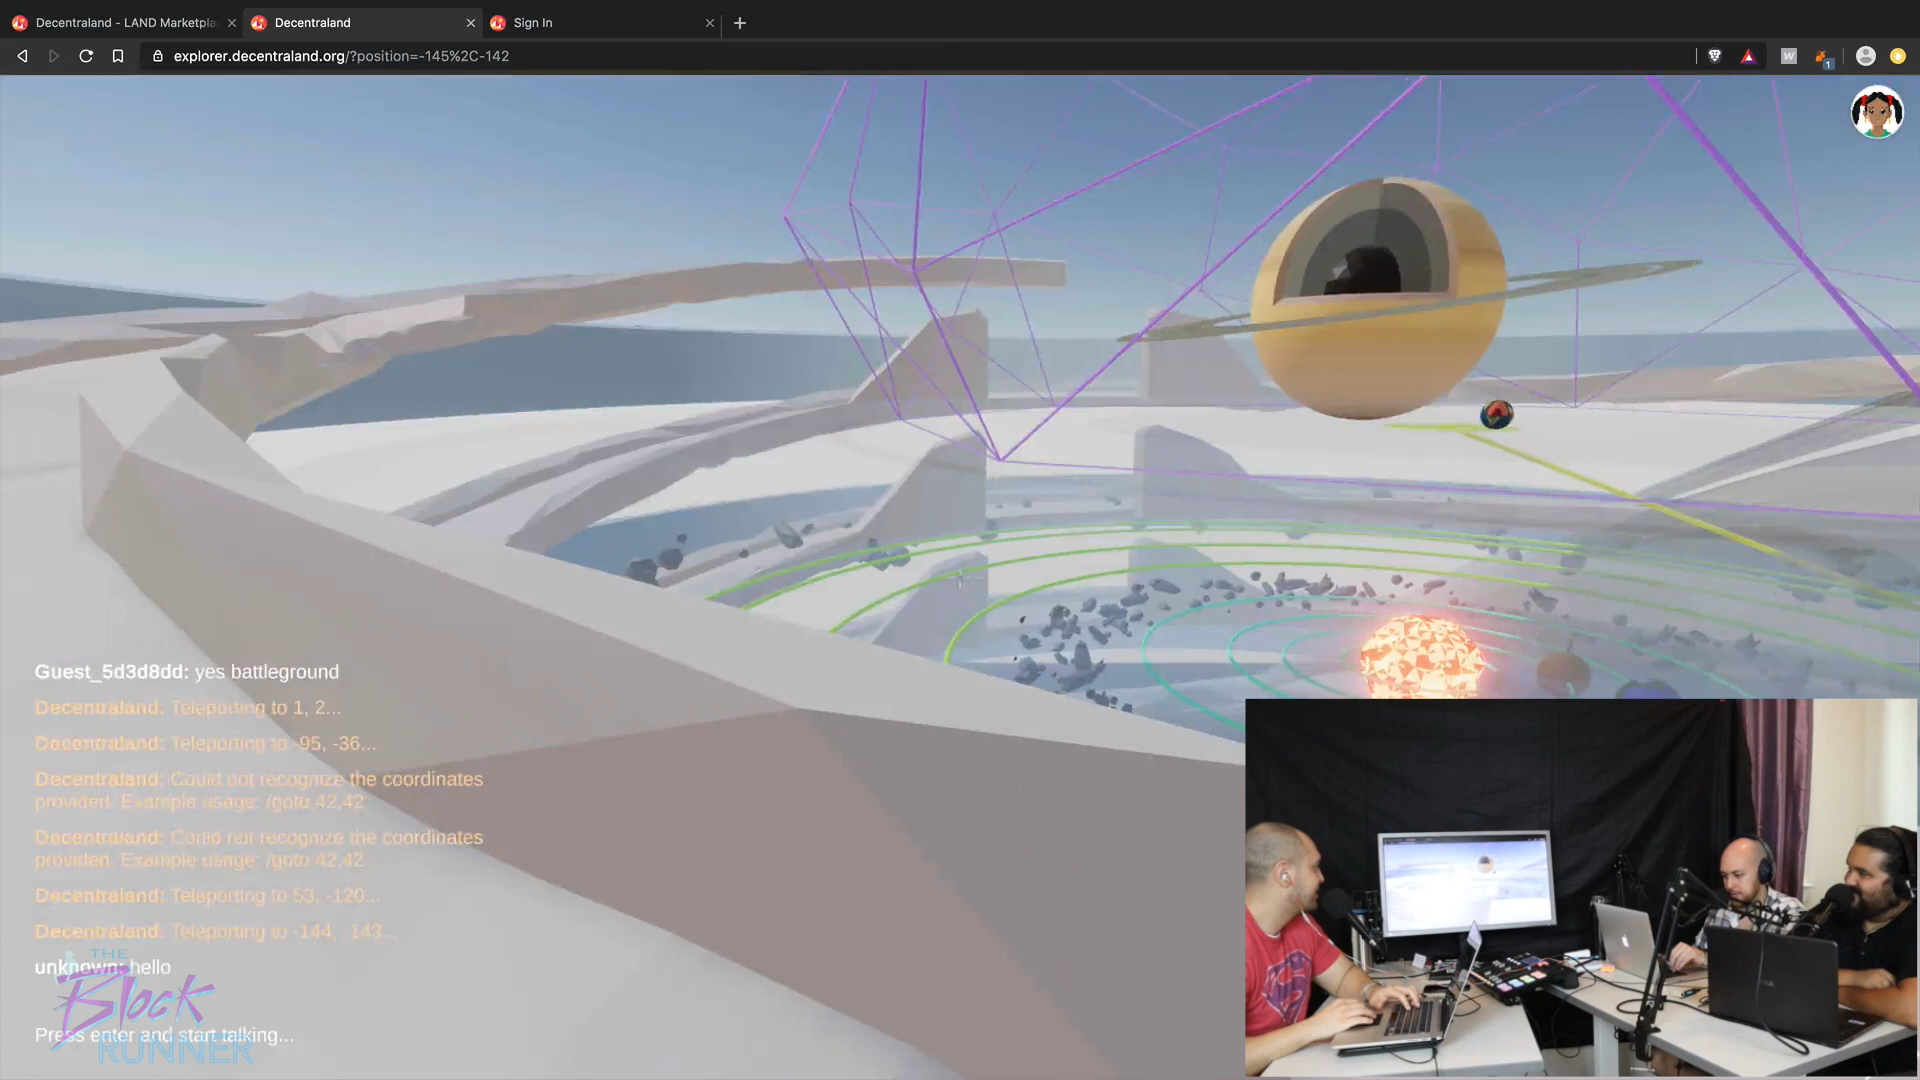 Decentraland - LAND Marketpla
Decentraland
Sign In
explorer.decentraland.org/?position=-145%2C-142
W
1
Guest_5d3d8dd: yes battleground
Decentraland: Teleporting to 1, 2...
Decentraland: Teleporting to -95, -36...
Decentraland: Could not recognize the coordinates
provided. Example usage: /goto 42,42
Decentraland: Could not recognize the coordinates
provided. Example usage: /goto 42,42
Decentraland: Teleporting to 53, -120...
Decentraland: Teleporting to -144, -143...
unknown: hello
Press enter and start talking...
THE
BLOCK
RUNNER